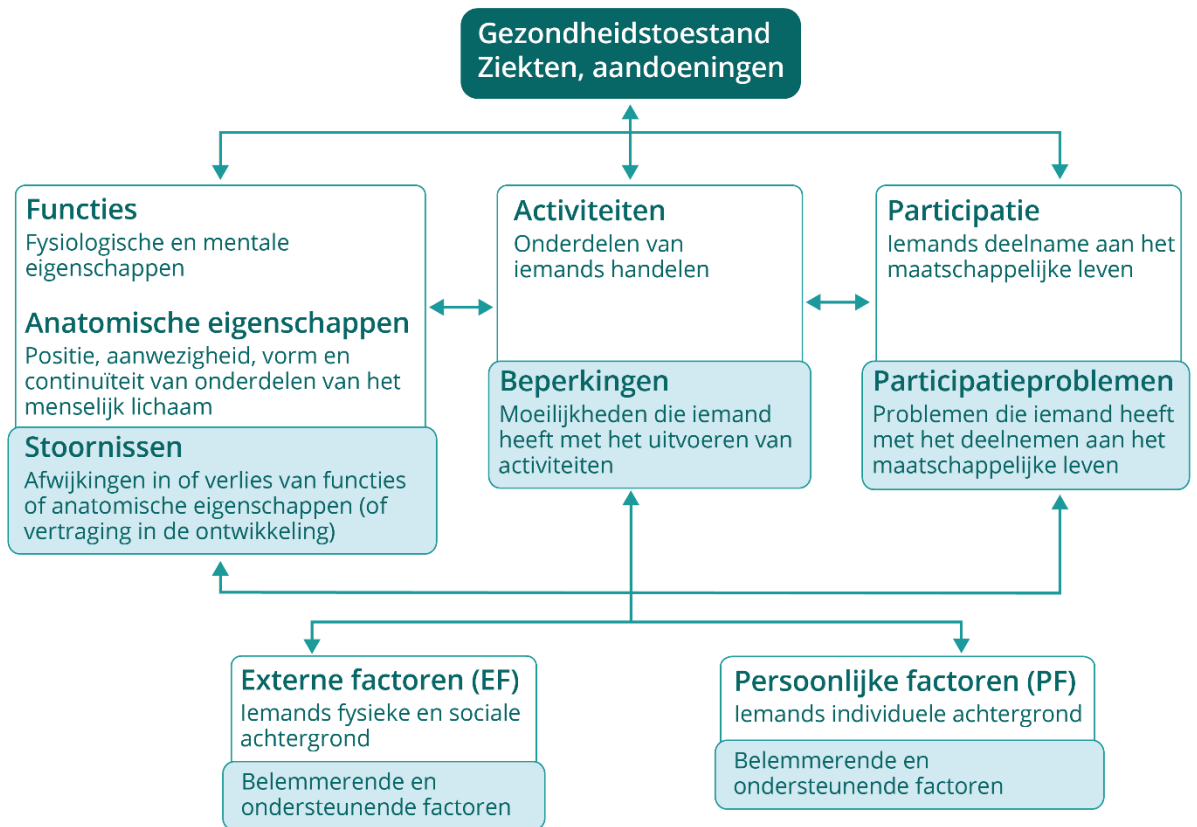 Gezondheidstoestand
Ziekten, aandoeningen
Functies
Fysiologische en mentale
eigenschappen
Anatomische eigenschappen
Positie, aanwezigheid, vorm en
continuïteit van onderdelen van het
menselijk lichaam
Stoornissen
Afwijkingen in of verlies van functies
of anatomische eigenschappen (of
vertraging in de ontwikkeling)
Activiteiten
Onderdelen van
iemands handelen
Beperkingen
Moeilijkheden die iemand
heeft met het uitvoeren van
activiteiten
Participatie
Iemands deelname aan het
maatschappelijke leven
Participatieproblemen
Problemen die iemand heeft
met het deelnemen aan het
maatschappelijke leven
Externe factoren (EF)
Iemands fysieke en sociale
achtergrond
Belemmerende en
ondersteunende factoren
Persoonlijke factoren (PF)
Iemands individuele achtergrond
Belemmerende en
ondersteunende factoren